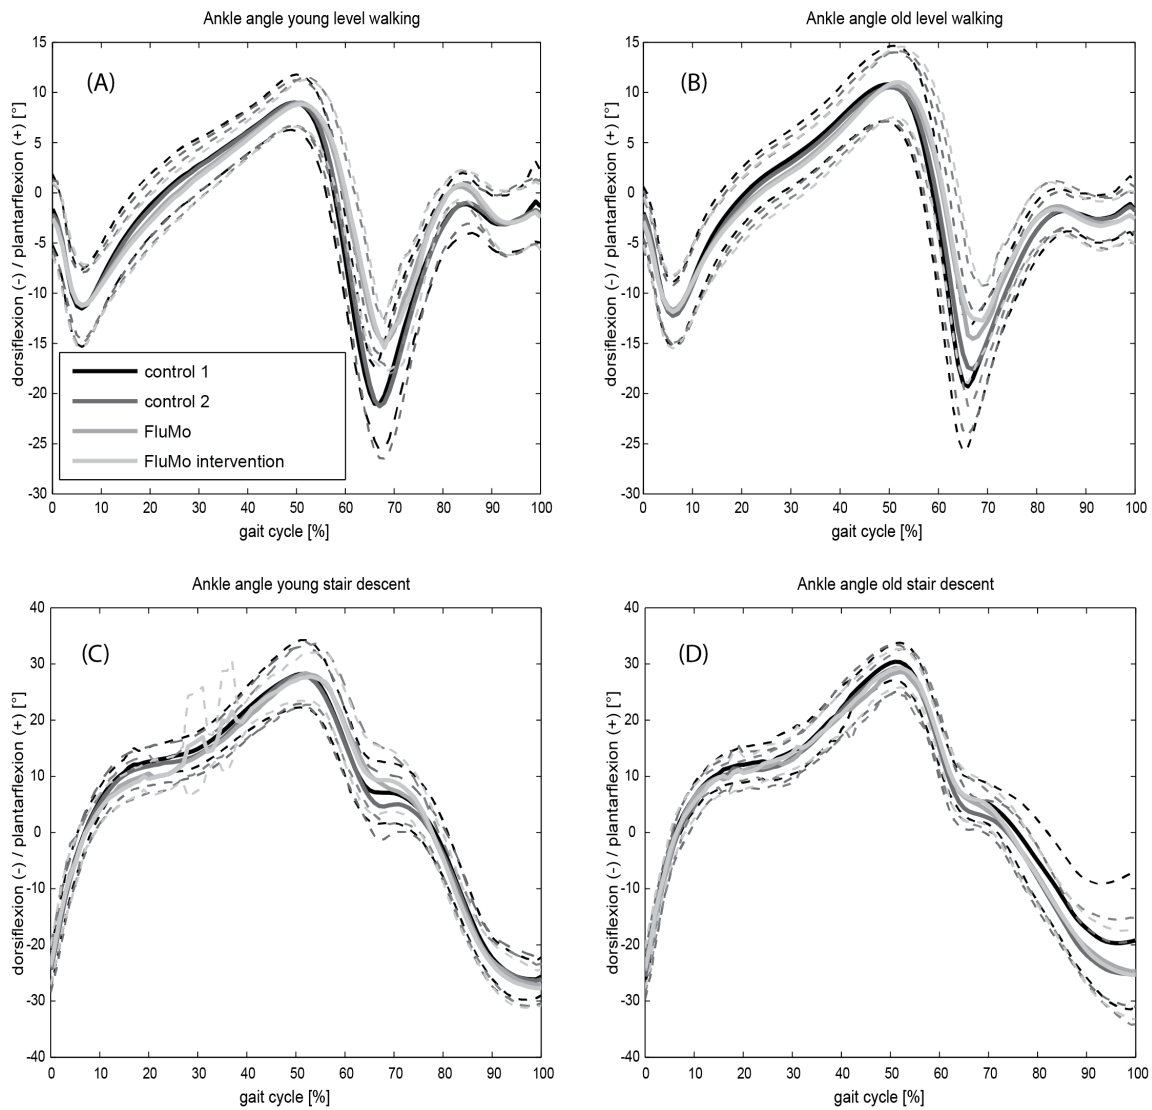 Ankle angle young level walking
(A)
15
10
5
0
-5
-10
-15
-20
-25
-30
dorsiflexion (-) / plantarflexion (+) [°]
control 1
control 2
FluMo
FluMo intervention
0 10 20 30 40 50 60 70 80 90 100
gait cycle [%]
Ankle angle old level walking
(B)
15
10
5
0
-5
-10
-15
-20
-25
-30
dorsiflexion (-) / plantarflexion (+) [°]
0 10 20 30 40 50 60 70 80 90 100
gait cycle [%]
Ankle angle young stair descent
(C)
40
30
20
10
0
-10
-20
-30
-40
dorsiflexion (-) / plantarflexion (+) [°]
0 10 20 30 40 50 60 70 80 90 100
gait cycle [%]
Ankle angle old stair descent
(D)
40
30
20
10
0
-10
-20
-30
-40
dorsiflexion (-) / plantarflexion (+) [°]
0 10 20 30 40 50 60 70 80 90 100
gait cycle [%]